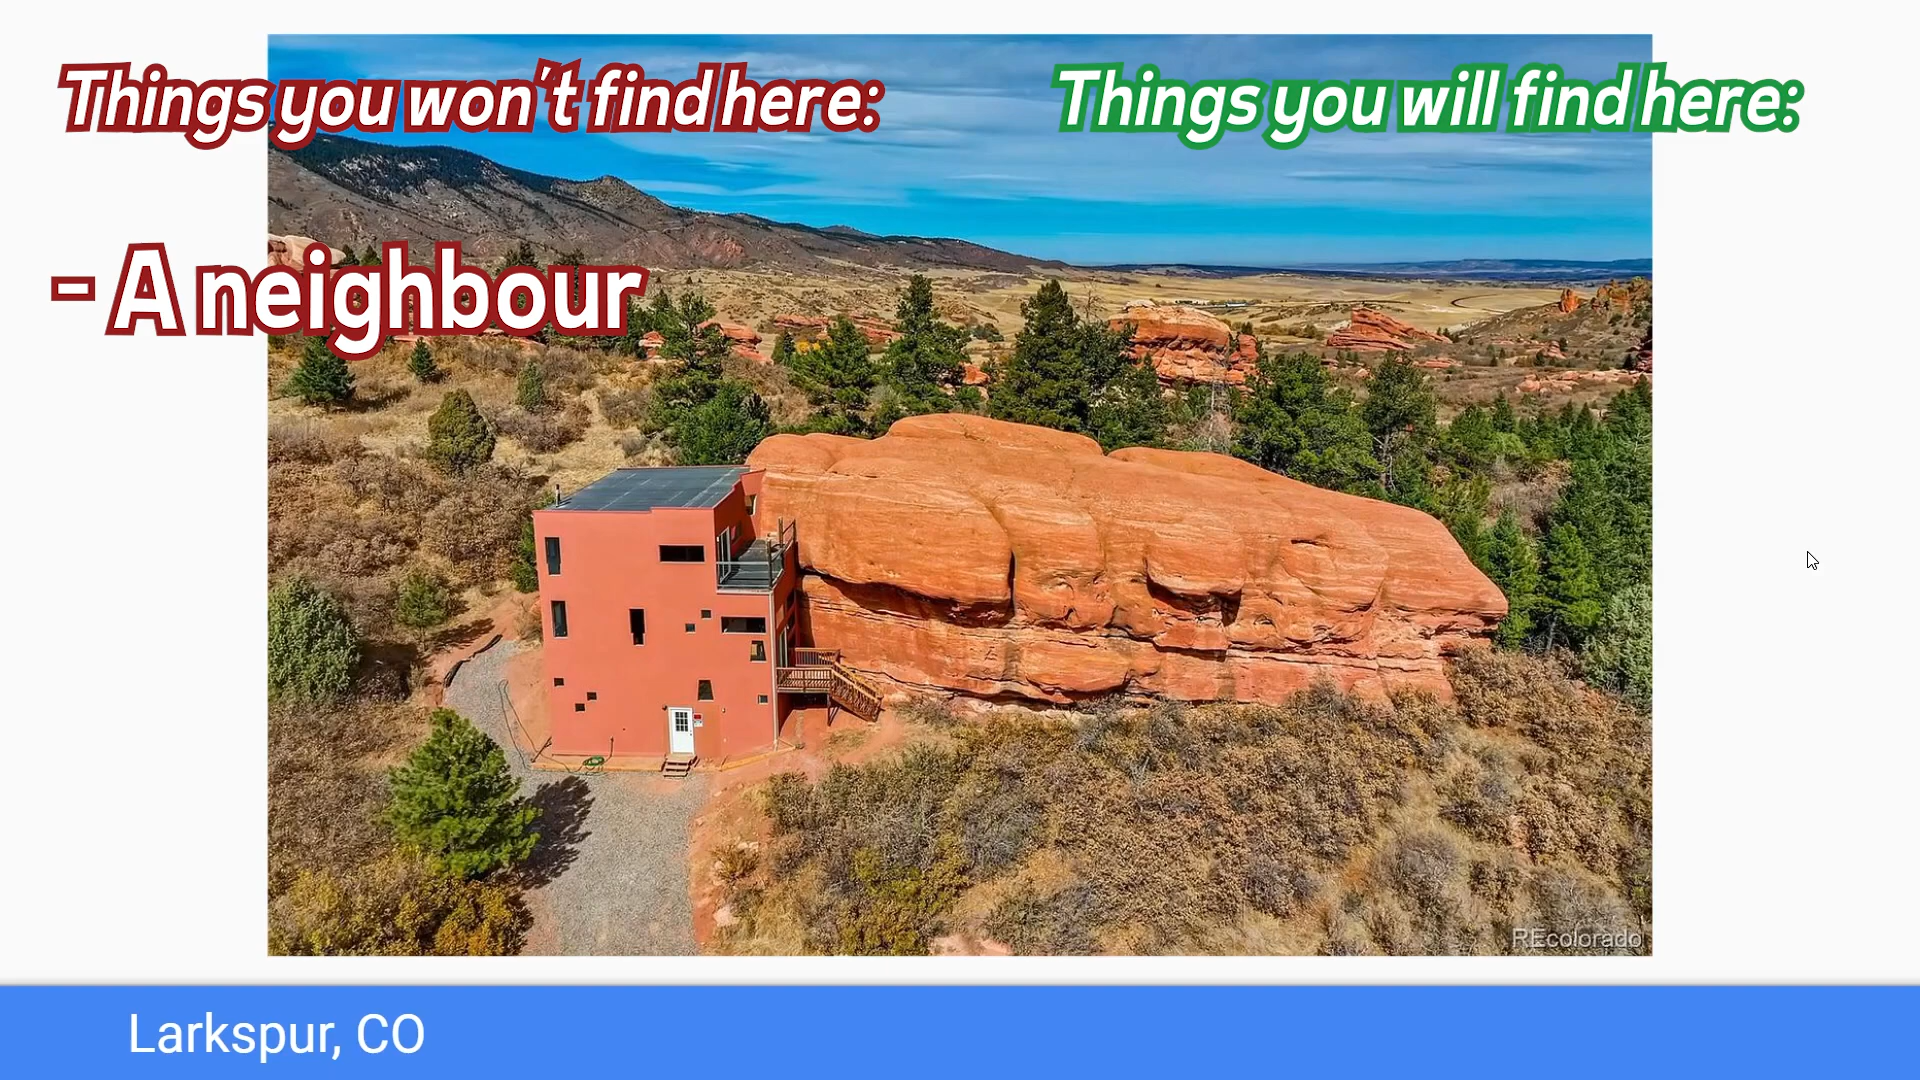 Things you won't find here:
Things you will find here:
- A neighbour
REcolorado
Larkspur, CO